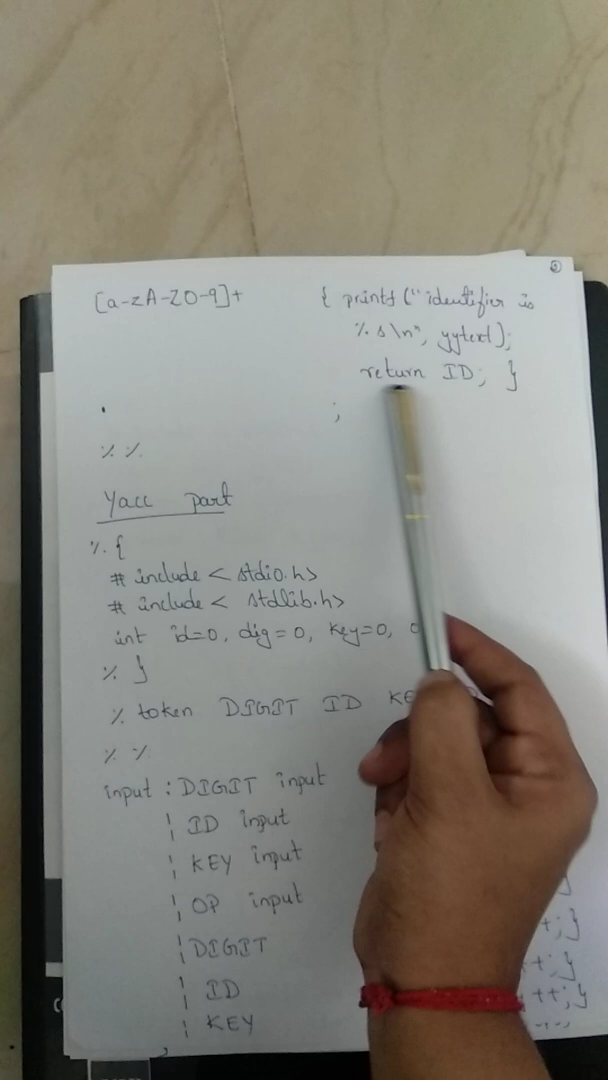 [a-zA-Z0-9]+ { printf ("identifier is
%s\n", yytext);
return ID; }
. ;
%%
Yacc part
%{
# include < stdio.h>
# include < stdlib.h>
int id=0, dig=0, key=0,
%}
% token DIGIT ID
%%
input : DIGIT input
| ID input
| KEY input
| OP input }
| DIGIT +;}
| ID +;}
| KEY ++;}